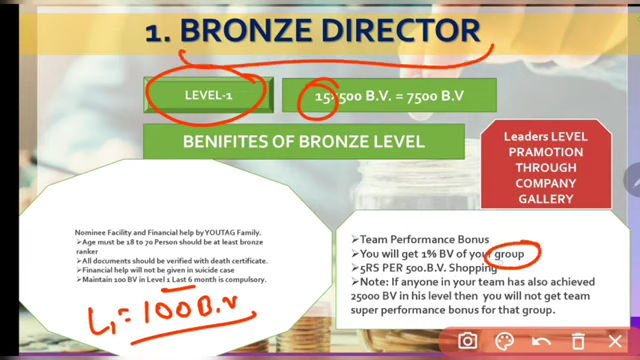 1. BRONZE DIRECTOR
LEVEL-1
15×500 B.V. = 7500 B.V
BENIFITES OF BRONZE LEVEL
Leaders LEVEL
PRAMOTION
THROUGH
COMPANY
GALLERY
Nominee Facility and Financial help by YOUTAG Family.
➢Age must be 18 to 70 Person should be at least bronze
ranker
➢All documents should be verified with death certificate.
➢Financial help will not be given in suicide case
➢Maintain 100 BV in Level 1 Last 6 month is compulsory.
L1 = 100 B.V
➢Team Performance Bonus
➢You will get 1% BV of your group
➢5RS PER 500.B.V. Shopping
➢Note: If anyone in your team has also achieved
25000 BV in his level then you will not get team
super performance bonus for that group.